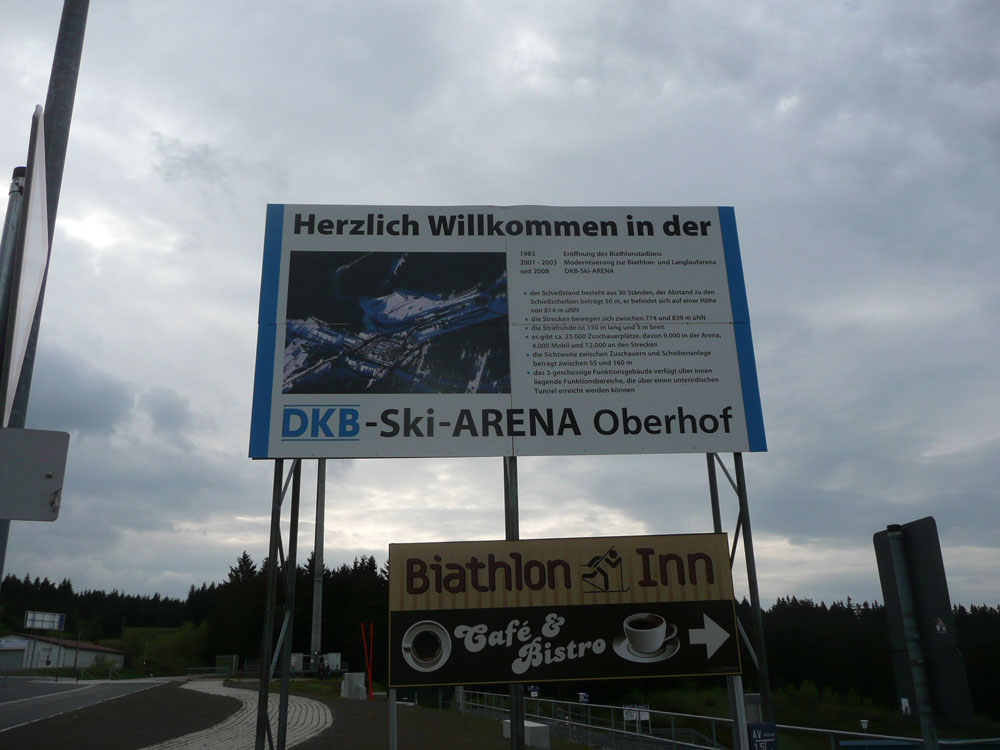 Herzlich Willkommen in der
1983 Eröffnung des Biathlonstadions
2001 - 2003 Modernisierung zur Biathlon- und Langlaufarena
seit 2008 DKB-Ski-ARENA
• der Schießstand besteht aus 30 Ständen, der Abstand zu den
Schießscheiben beträgt 50 m, er befindet sich auf einer Höhe
von 814 m üNN
• die Strecken bewegen sich zwischen 774 und 839 m üNN
• die Strafrunde ist 150 m lang und 5 m breit
• es gibt ca. 25.000 Zuschauerplätze, davon 9.000 in der Arena,
4.000 Mobil und 12.000 an den Strecken
• die Sichtweite zwischen Zuschauern und Scheibenanlage
beträgt zwischen 55 und 160 m
• das 3-geschossige Funktionsgebäude verfügt über innen
liegende Funktionsbereiche, die über einen unterirdischen
Tunnel erreicht werden können
DKB-Ski-ARENA Oberhof
Biathlon Inn
Café &
Bistro
AV